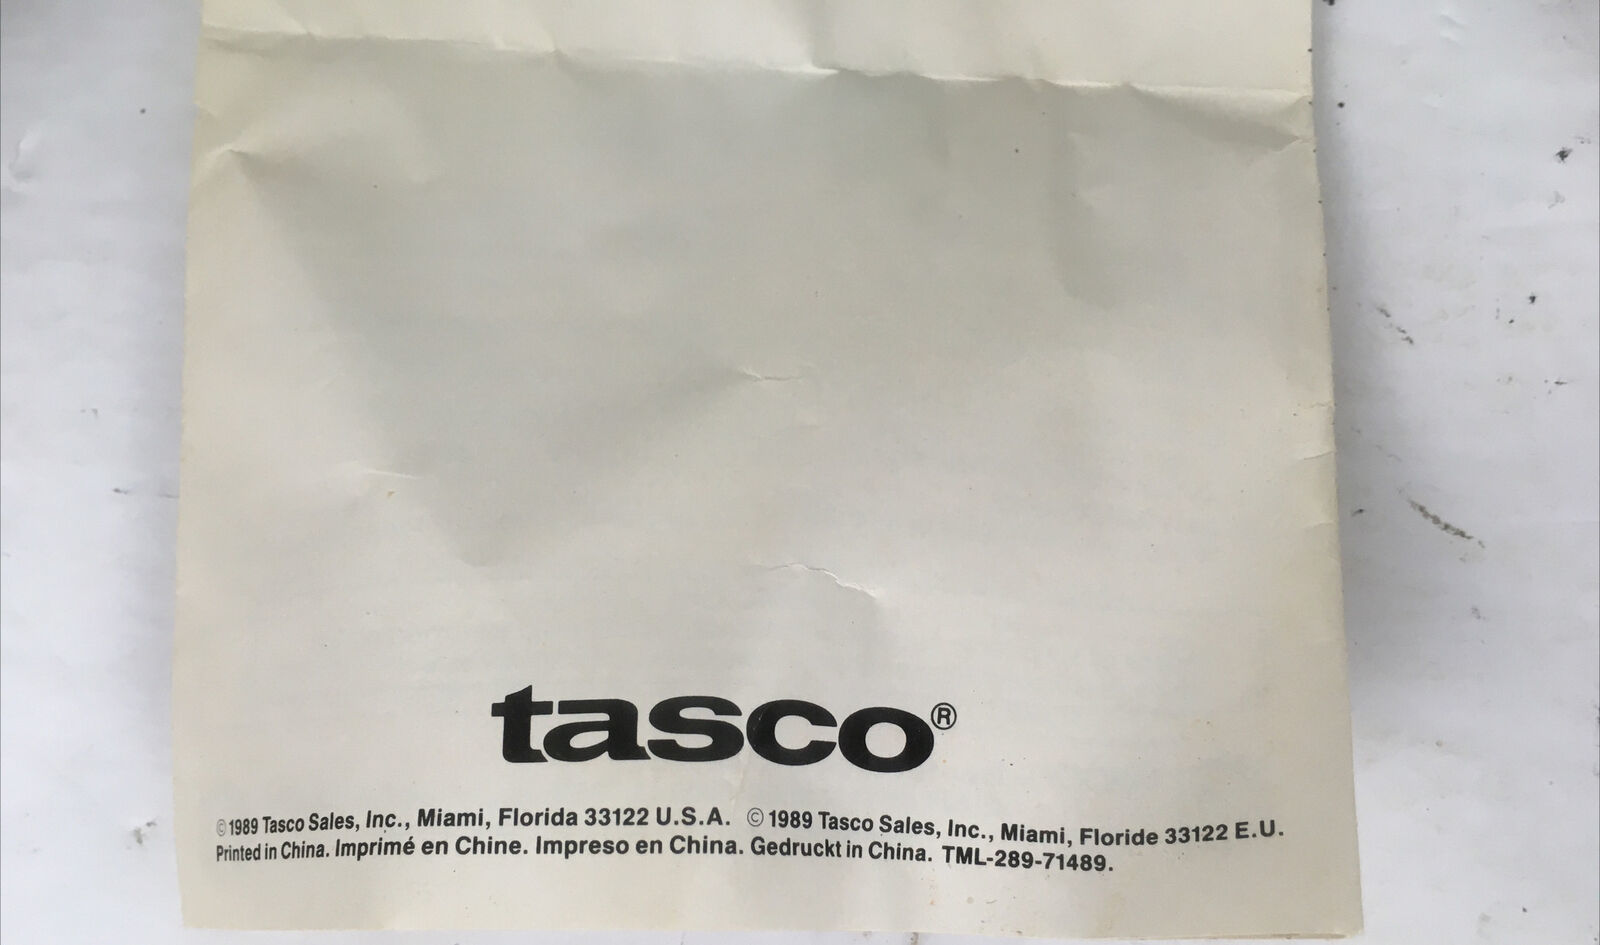 tasco®
©1989 Tasco Sales, Inc., Miami, Florida 33122 U.S.A. ©1989 Tasco Sales, Inc., Miami, Floride 33122 E.U.
Printed in China. Imprimé en Chine. Impreso en China. Gedruckt in China. TML-289-71489.